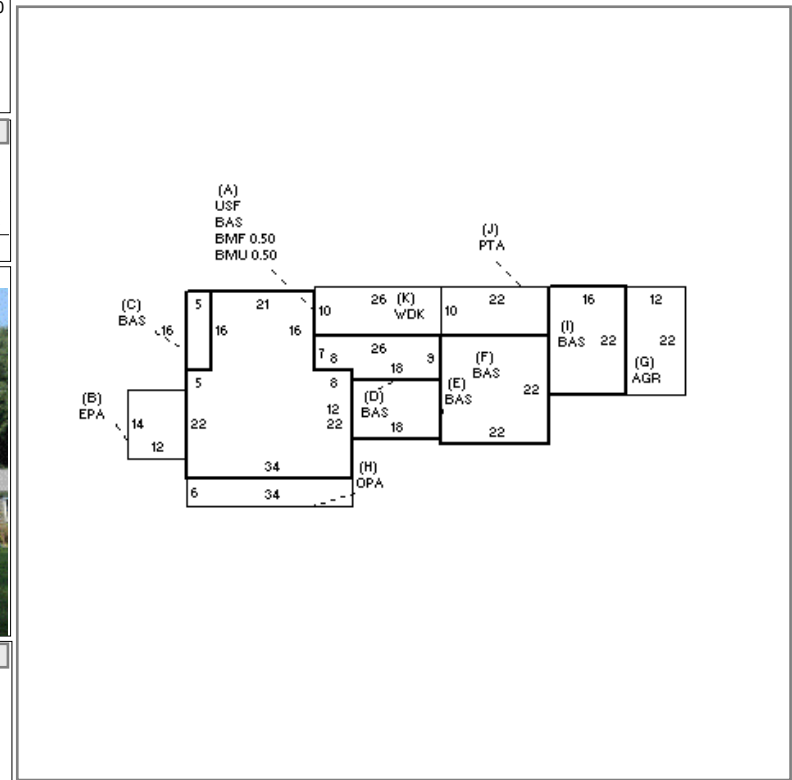 (A)
USF
BAS
BMF 0.50
BMU 0.50
(J)
PTA
(C)
BAS
5 21 26 (K) 22 16 12
WDK
16 16 16 10 10
(I)
BAS 22 22
7 8 26 9
18
(F)
BAS
(G)
AGR
5 8
(D)
BAS
(E)
BAS
22
(B)
EPA
14
12
22 12
22
18 22
34 (H)
OPA
6 34